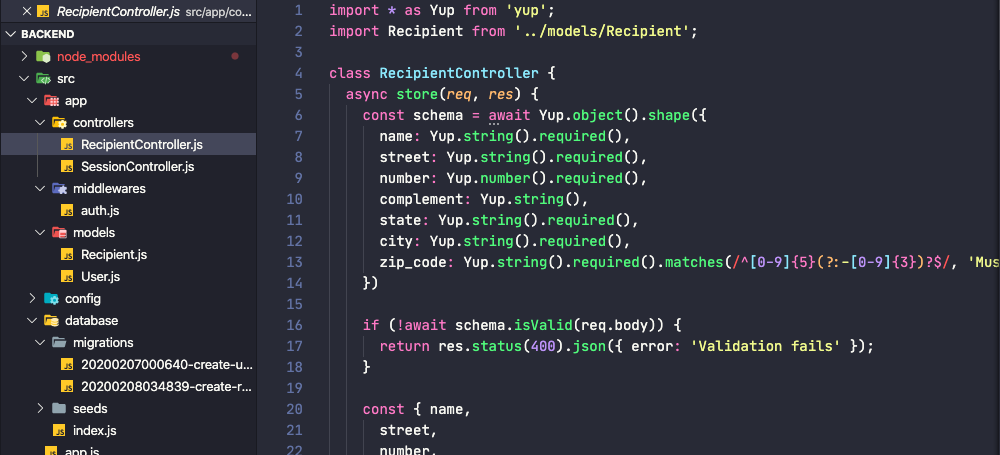 RecipientController.js src/app/co...
BACKEND
node_modules
src
app
controllers
RecipientController.js
SessionController.js
middlewares
auth.js
models
Recipient.js
User.js
config
database
migrations
20200207000640-create-u...
20200208034839-create-r...
seeds
index.js
app.js
1 import * as Yup from 'yup';
2 import Recipient from '../models/Recipient';
3
4 class RecipientController {
5 async store(req, res) {
6 const schema = await Yup.object().shape({
7 name: Yup.string().required(),
8 street: Yup.string().required(),
9 number: Yup.number().required(),
10 complement: Yup.string(),
11 state: Yup.string().required(),
12 city: Yup.string().required(),
13 zip_code: Yup.string().required().matches(/^[0-9]{5}(?:-[0-9]{3})?$/, 'Mus
14 })
15
16 if (!await schema.isValid(req.body)) {
17 return res.status(400).json({ error: 'Validation fails' });
18 }
19
20 const { name,
21 street,
22 number,